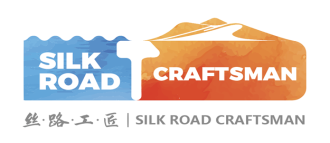 SILK
ROAD
CRAFTSMAN
丝·路·工·匠 | SILK ROAD CRAFTSMAN